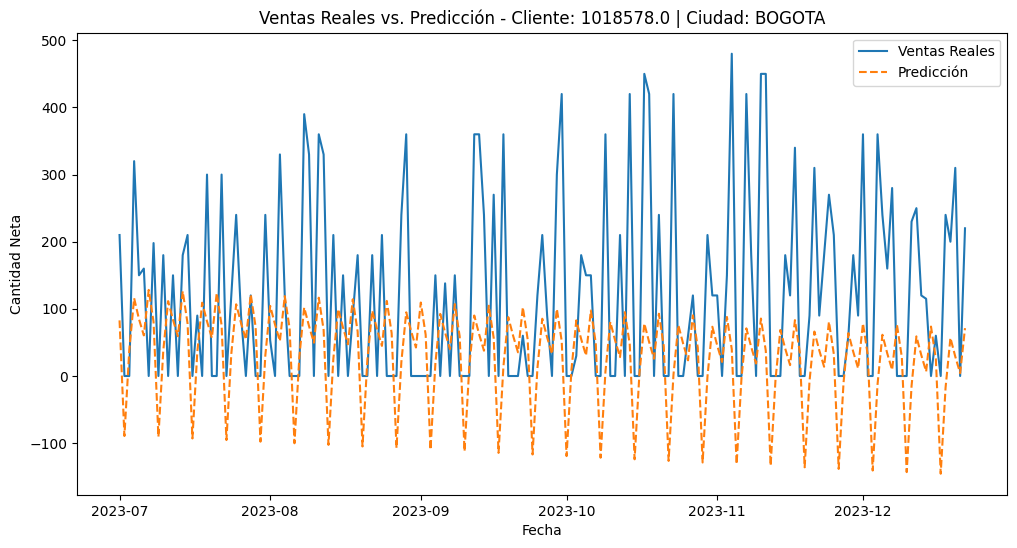 Ventas Reales vs. Predicción - Cliente: 1018578.0 | Ciudad: BOGOTA
Ventas Reales
Predicción
Cantidad Neta
500
400
300
200
100
0
−100
2023-07
2023-08
2023-09
2023-10
2023-11
2023-12
Fecha